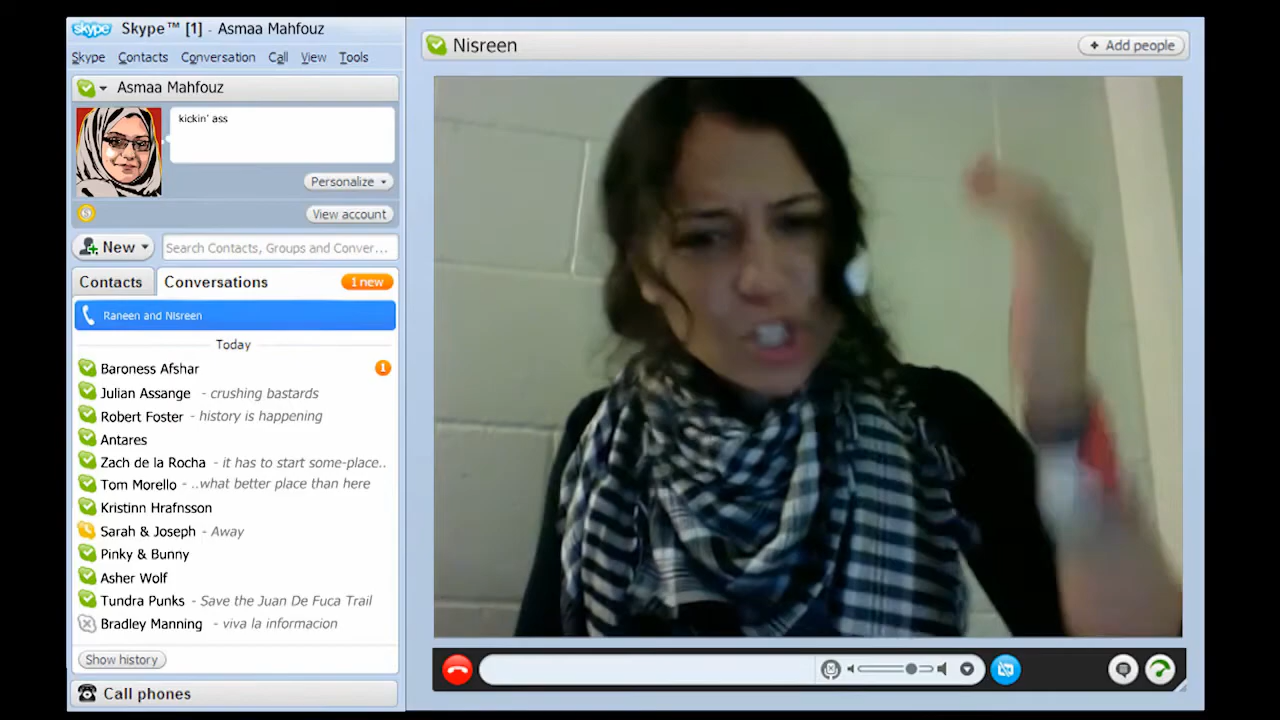 skype Skype™ [1] - Asmaa Mahfouz
Skype Contacts Conversation Call View Tools
Asmaa Mahfouz
kickin' ass
Personalize
View account
New Search Contacts, Groups and Conver...
Contacts Conversations 1 new
Raneen and NIsreen
Today
Baroness Afshar 1
Julian Assange - crushing bastards
Robert Foster - history is happening
Antares
Zach de la Rocha - it has to start some-place..
Tom Morello - ..what better place than here
Kristinn Hrafnsson
Sarah & Joseph - Away
Pinky & Bunny
Asher Wolf
Tundra Punks - Save the Juan De Fuca Trail
Bradley Manning - viva la informacion
Show history
Call phones
Nisreen + Add people